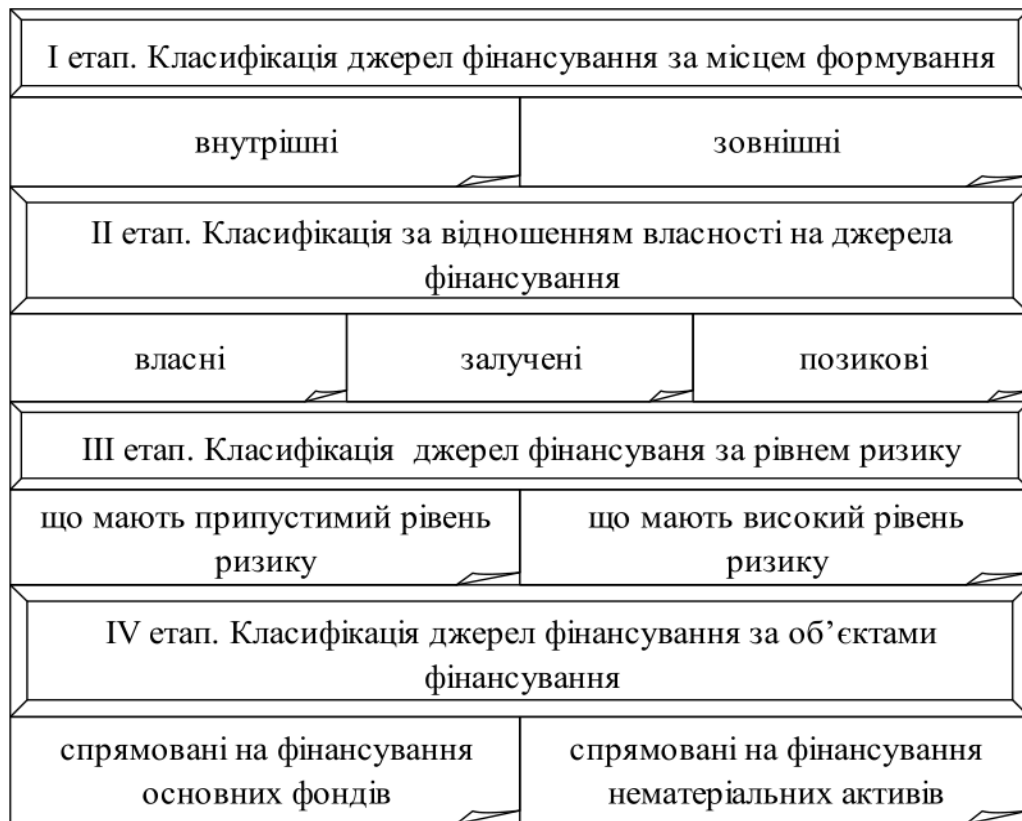 І етап. Класифікація джерел фінансування за місцем формування
внутрішні
зовнішні
ІІ етап. Класифікація за відношенням власності на джерела
фінансування
власні
залучені
позикові
ІІІ етап. Класифікація джерел фінансуваня за рівнем ризику
що мають припустимий рівень
ризику
що мають високий рівень
ризику
IV етап. Класифікація джерел фінансування за об’єктами
фінансування
спрямовані на фінансування
основних фондів
спрямовані на фінансування
нематеріальних активів